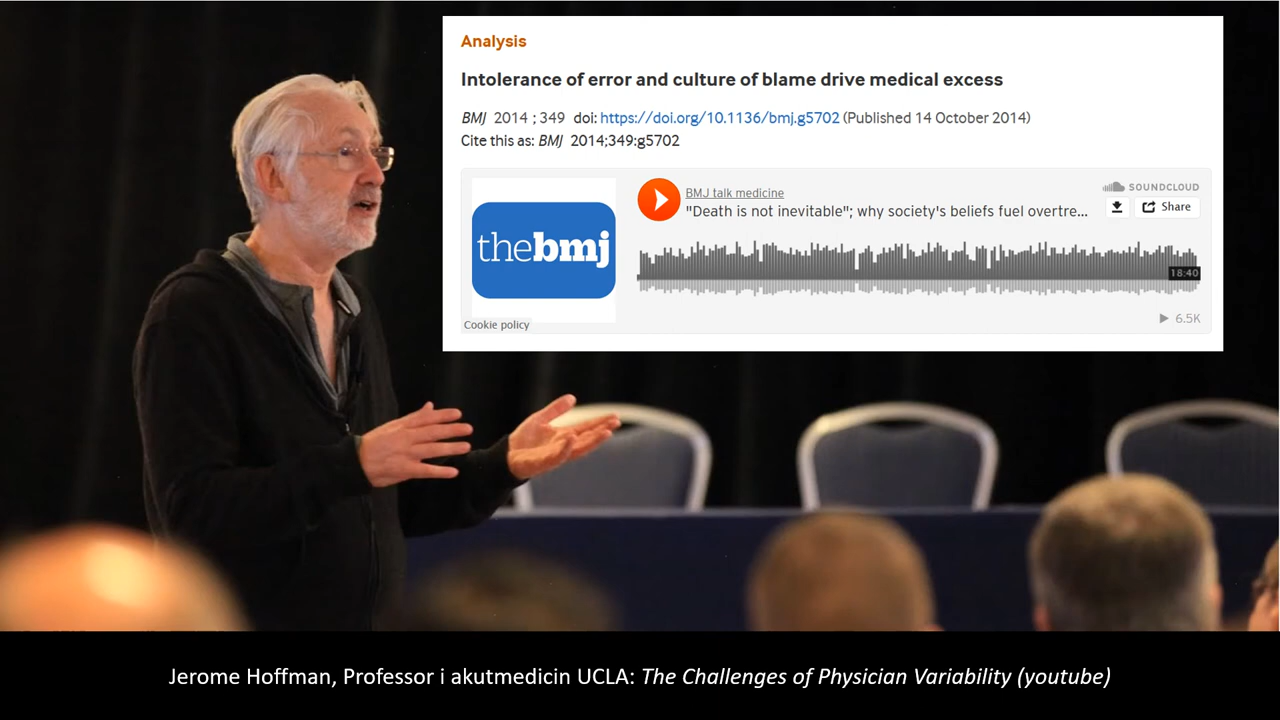 Analysis
Intolerance of error and culture of blame drive medical excess
BMJ 2014 ; 349 doi: https://doi.org/10.1136/bmj.g5702 (Published 14 October 2014)
Cite this as: BMJ 2014;349:g5702
thebmj
BMJ talk medicine
"Death is not inevitable"; why society's beliefs fuel overtre...
SOUNDCLOUD
Share
18:40
Cookie policy
6.5K
Jerome Hoffman, Professor i akutmedicin UCLA: The Challenges of Physician Variability (youtube)